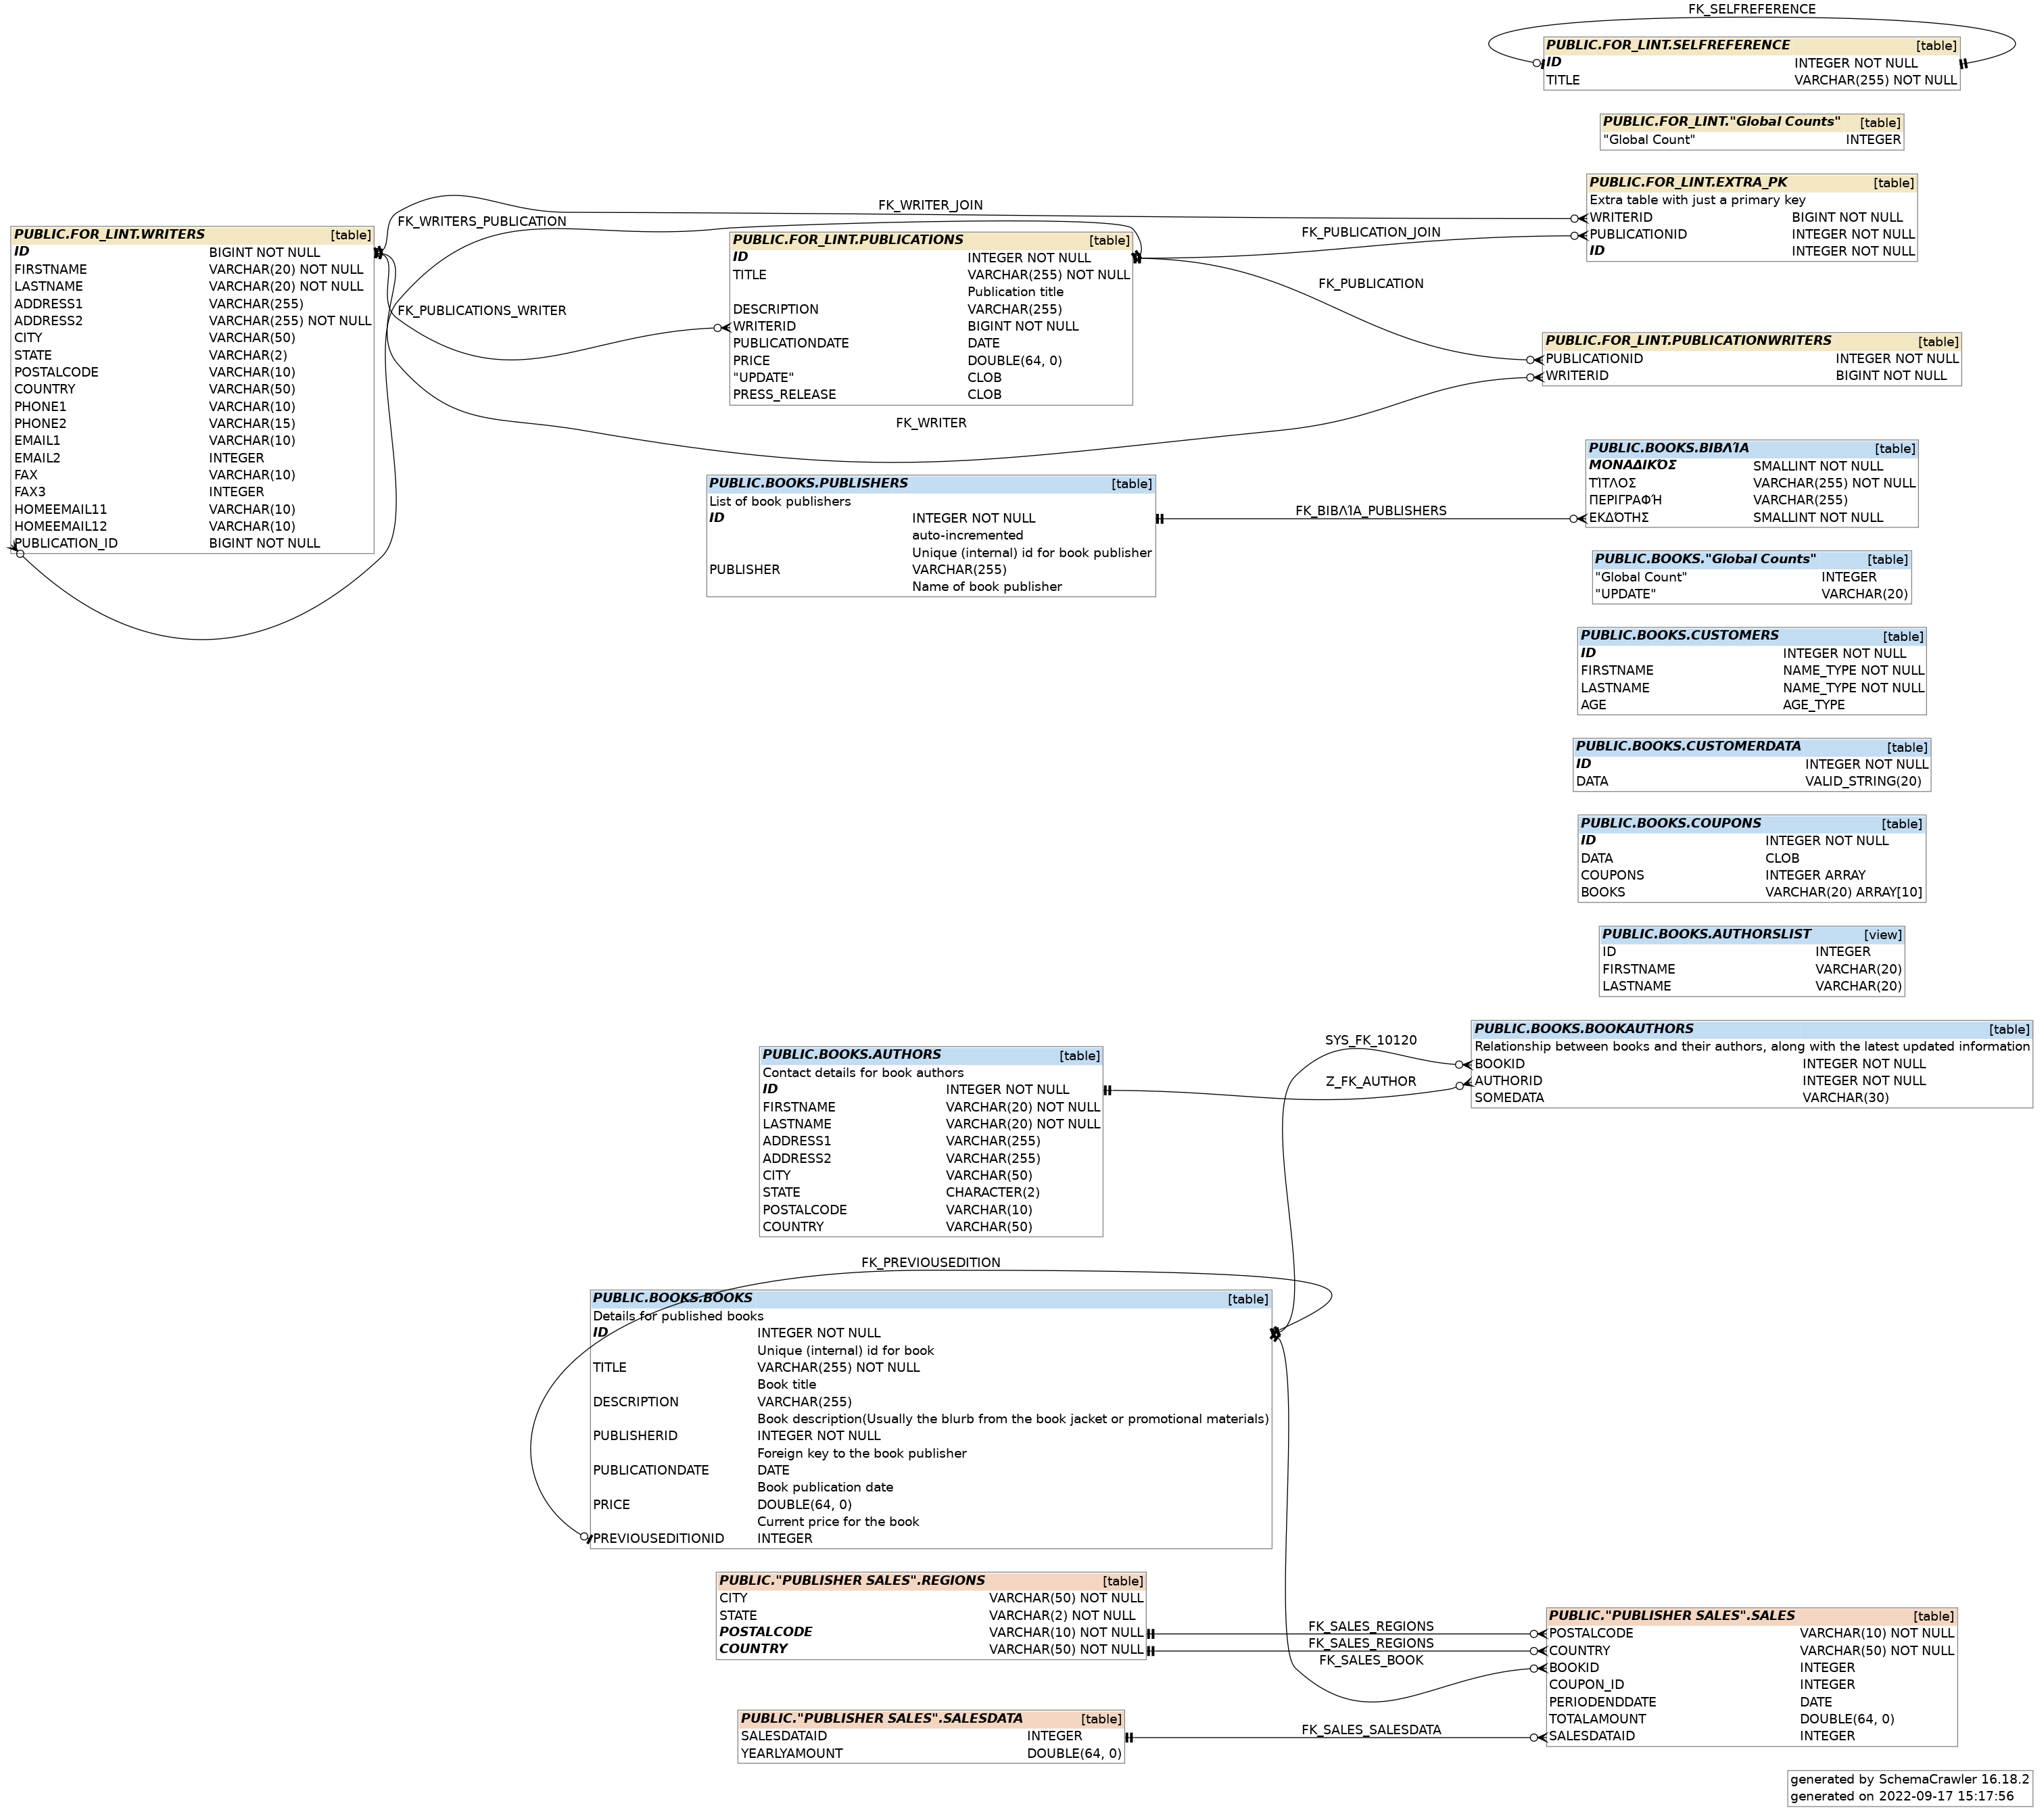 FK_SELFREFERENCE
PUBLIC.FOR_LINT.SELFREFERENCE [table]
ID INTEGER NOT NULL
TITLE VARCHAR(255) NOT NULL
PUBLIC.FOR_LINT."Global Counts" [table]
"Global Count" INTEGER
PUBLIC.FOR_LINT.EXTRA_PK [table]
Extra table with just a primary key
WRITERID BIGINT NOT NULL
PUBLICATIONID INTEGER NOT NULL
ID INTEGER NOT NULL
FK_WRITER_JOIN
FK_WRITERS_PUBLICATION
FK_PUBLICATION_JOIN
FK_PUBLICATION
FK_PUBLICATIONS_WRITER
FK_WRITER
PUBLIC.FOR_LINT.WRITERS [table]
ID BIGINT NOT NULL
FIRSTNAME VARCHAR(20) NOT NULL
LASTNAME VARCHAR(20) NOT NULL
ADDRESS1 VARCHAR(255)
ADDRESS2 VARCHAR(255) NOT NULL
CITY VARCHAR(50)
STATE VARCHAR(2)
POSTALCODE VARCHAR(10)
COUNTRY VARCHAR(50)
PHONE1 VARCHAR(10)
PHONE2 VARCHAR(15)
EMAIL1 VARCHAR(10)
EMAIL2 INTEGER
FAX VARCHAR(10)
FAX3 INTEGER
HOMEEMAIL11 VARCHAR(10)
HOMEEMAIL12 VARCHAR(10)
PUBLICATION_ID BIGINT NOT NULL
PUBLIC.FOR_LINT.PUBLICATIONS [table]
ID INTEGER NOT NULL
TITLE VARCHAR(255) NOT NULL
Publication title
DESCRIPTION VARCHAR(255)
WRITERID BIGINT NOT NULL
PUBLICATIONDATE DATE
PRICE DOUBLE(64, 0)
"UPDATE" CLOB
PRESS_RELEASE CLOB
PUBLIC.FOR_LINT.PUBLICATIONWRITERS [table]
PUBLICATIONID INTEGER NOT NULL
WRITERID BIGINT NOT NULL
PUBLIC.BOOKS.PUBLISHERS [table]
List of book publishers
ID INTEGER NOT NULL
auto-incremented
Unique (internal) id for book publisher
PUBLISHER VARCHAR(255)
Name of book publisher
FK_ΒΙΒΛΊΑ_PUBLISHERS
PUBLIC.BOOKS.ΒΙΒΛΊΑ [table]
ΜΟΝΑΔΙΚΌΣ SMALLINT NOT NULL
ΤΊΤΛΟΣ VARCHAR(255) NOT NULL
ΠΕΡΙΓΡΑΦΉ VARCHAR(255)
ΕΚΔΌΤΗΣ SMALLINT NOT NULL
PUBLIC.BOOKS."Global Counts" [table]
"Global Count" INTEGER
"UPDATE" VARCHAR(20)
PUBLIC.BOOKS.CUSTOMERS [table]
ID INTEGER NOT NULL
FIRSTNAME NAME_TYPE NOT NULL
LASTNAME NAME_TYPE NOT NULL
AGE AGE_TYPE
PUBLIC.BOOKS.CUSTOMERDATA [table]
ID INTEGER NOT NULL
DATA VALID_STRING(20)
PUBLIC.BOOKS.COUPONS [table]
ID INTEGER NOT NULL
DATA CLOB
COUPONS INTEGER ARRAY
BOOKS VARCHAR(20) ARRAY[10]
PUBLIC.BOOKS.AUTHORSLIST [view]
ID INTEGER
FIRSTNAME VARCHAR(20)
LASTNAME VARCHAR(20)
PUBLIC.BOOKS.BOOKAUTHORS [table]
Relationship between books and their authors, along with the latest updated information
BOOKID INTEGER NOT NULL
AUTHORID INTEGER NOT NULL
SOMEDATA VARCHAR(30)
SYS_FK_10120
Z_FK_AUTHOR
PUBLIC.BOOKS.AUTHORS [table]
Contact details for book authors
ID INTEGER NOT NULL
FIRSTNAME VARCHAR(20) NOT NULL
LASTNAME VARCHAR(20) NOT NULL
ADDRESS1 VARCHAR(255)
ADDRESS2 VARCHAR(255)
CITY VARCHAR(50)
STATE CHARACTER(2)
POSTALCODE VARCHAR(10)
COUNTRY VARCHAR(50)
FK_PREVIOUSEDITION
PUBLIC.BOOKS.BOOKS [table]
Details for published books
ID INTEGER NOT NULL
Unique (internal) id for book
TITLE VARCHAR(255) NOT NULL
Book title
DESCRIPTION VARCHAR(255)
Book description(Usually the blurb from the book jacket or promotional materials)
PUBLISHERID INTEGER NOT NULL
Foreign key to the book publisher
PUBLICATIONDATE DATE
Book publication date
PRICE DOUBLE(64, 0)
Current price for the book
PREVIOUSEDITIONID INTEGER
PUBLIC."PUBLISHER SALES".REGIONS [table]
CITY VARCHAR(50) NOT NULL
STATE VARCHAR(2) NOT NULL
POSTALCODE VARCHAR(10) NOT NULL
COUNTRY VARCHAR(50) NOT NULL
FK_SALES_REGIONS
FK_SALES_REGIONS
FK_SALES_BOOK
PUBLIC."PUBLISHER SALES".SALES [table]
POSTALCODE VARCHAR(10) NOT NULL
COUNTRY VARCHAR(50) NOT NULL
BOOKID INTEGER
COUPON_ID INTEGER
PERIODENDDATE DATE
TOTALAMOUNT DOUBLE(64, 0)
SALESDATAID INTEGER
PUBLIC."PUBLISHER SALES".SALESDATA [table]
SALESDATAID INTEGER
YEARLYAMOUNT DOUBLE(64, 0)
FK_SALES_SALESDATA
generated by SchemaCrawler 16.18.2
generated on 2022-09-17 15:17:56